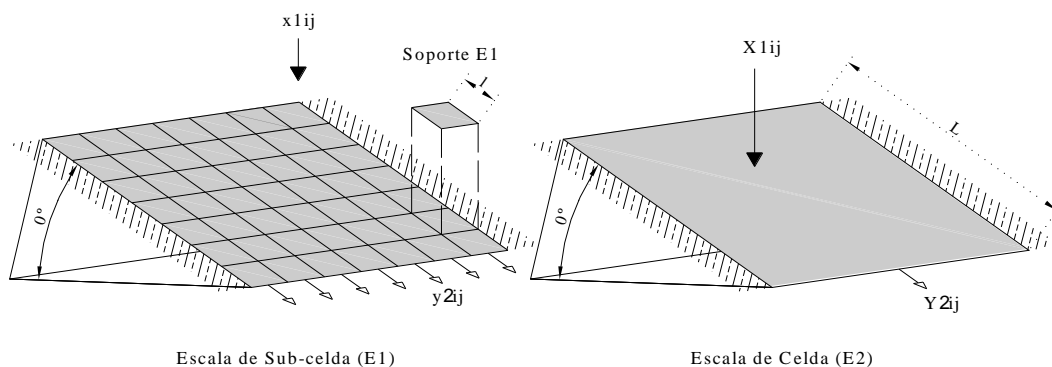 x1ij
Soporte E1
l
0°
y2ij
Escala de Sub-celda (E1)
X1ij
L
0°
Y2ij
Escala de Celda (E2)